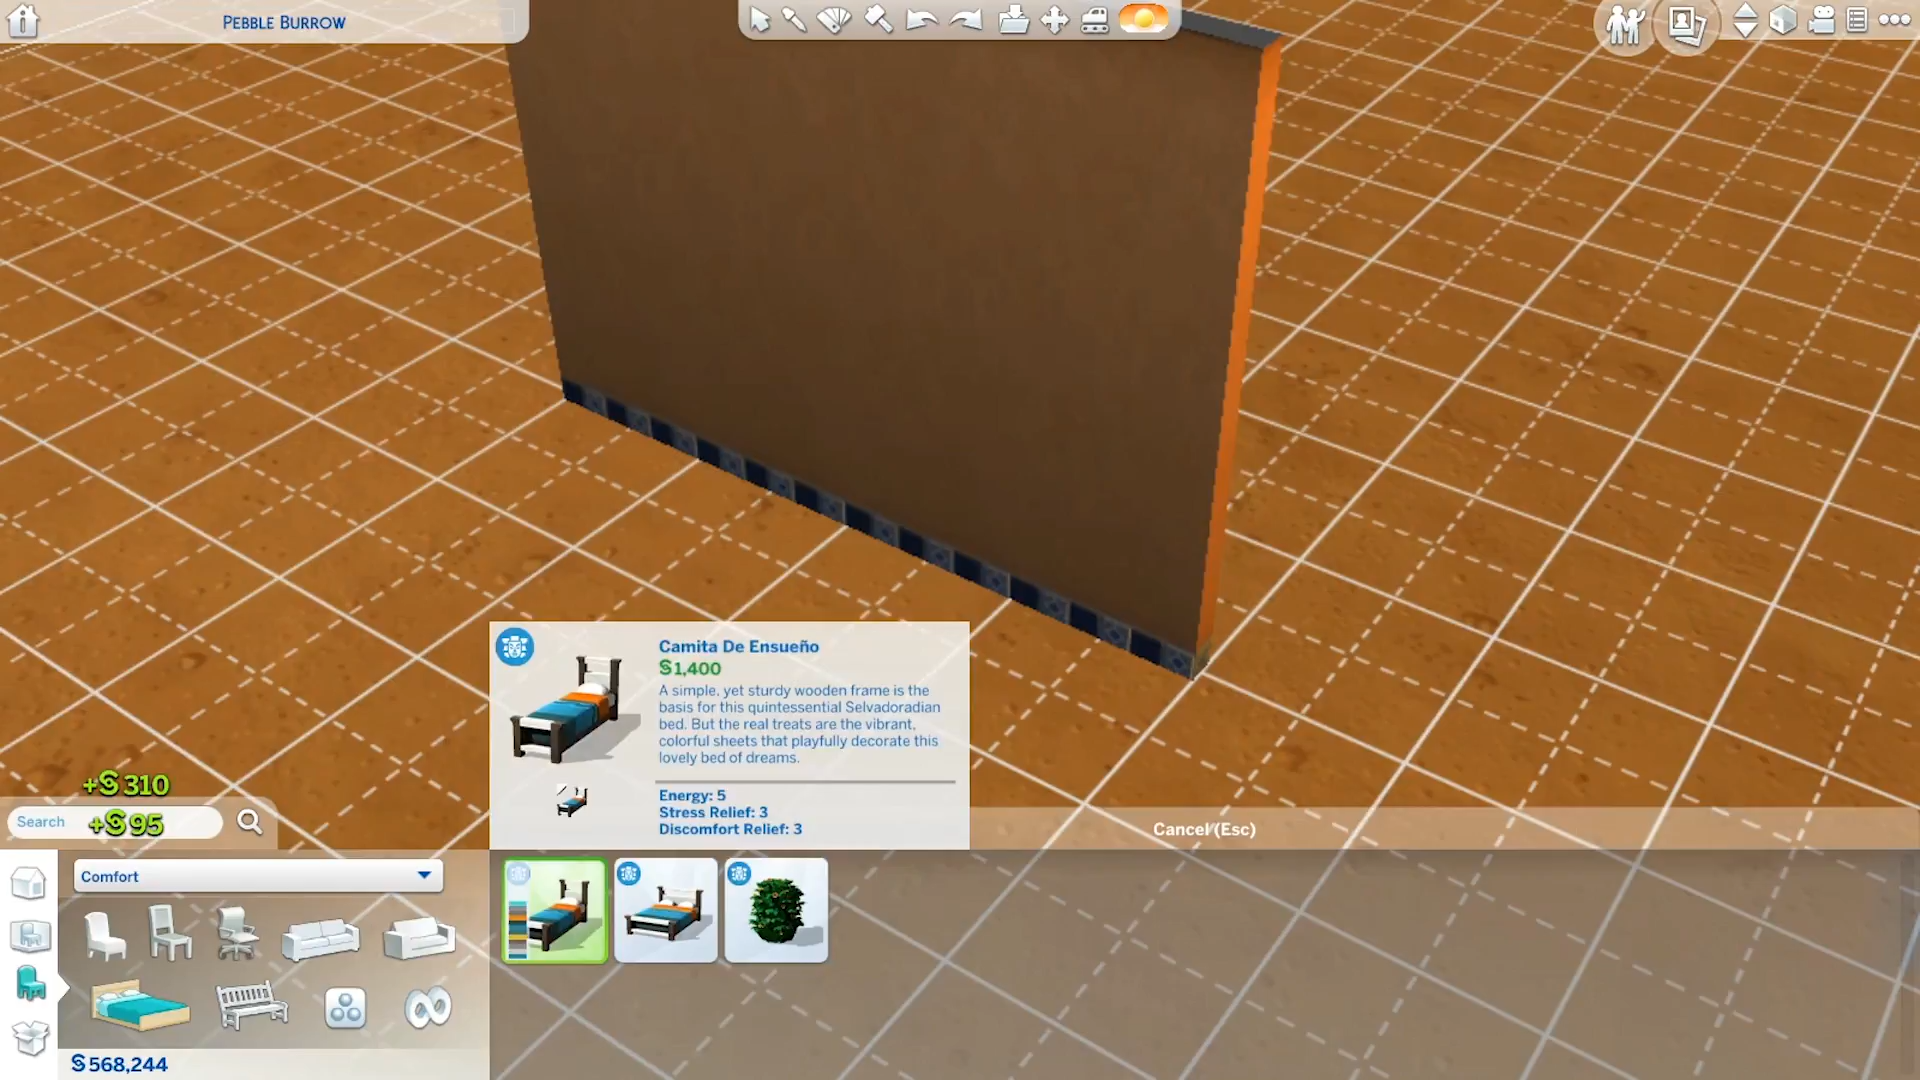 PEBBLE BURROW
Camita De Ensueño
§1,400
A simple, yet sturdy wooden frame is the
basis for this quintessential Selvadoradian
bed. But the real treats are the vibrant,
colorful sheets that playfully decorate this
lovely bed of dreams.
Energy: 5
Stress Relief: 3
Discomfort Relief: 3
+§310
Search
+§95
Cancel (Esc)
Comfort
§568,244